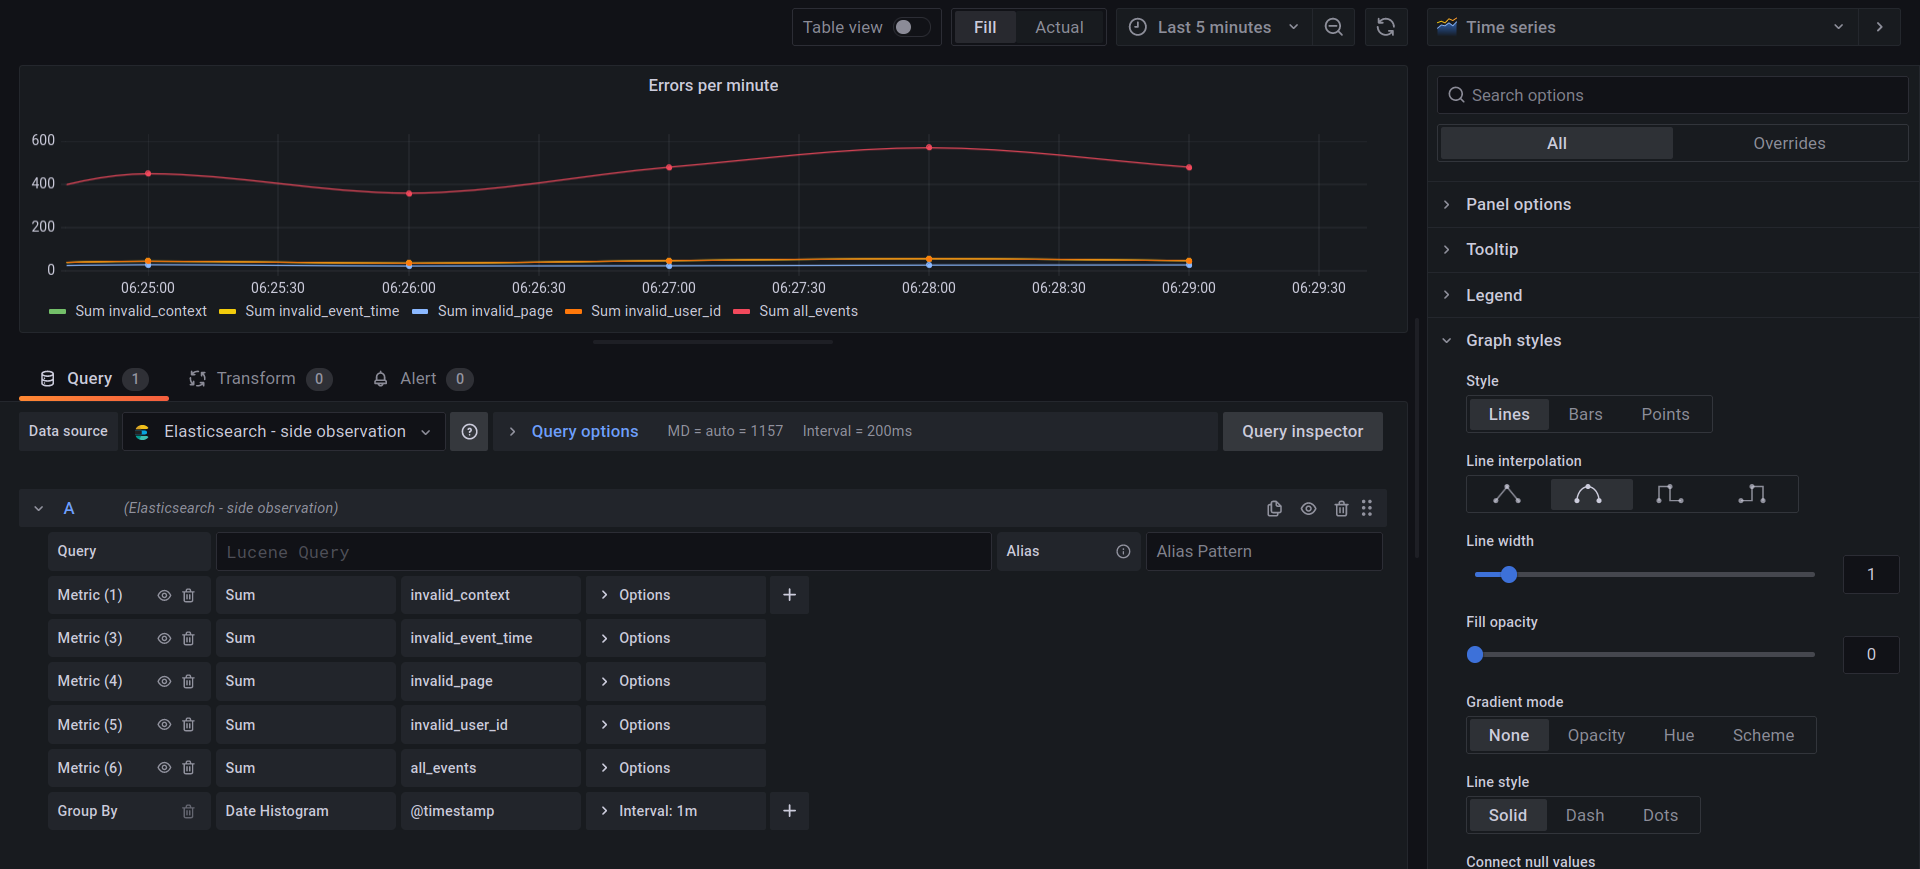 Table view
Fill
Actual
Last 5 minutes
Time series
Errors per minute
600
400
200
0
06:25:00
06:25:30
06:26:00
06:26:30
06:27:00
06:27:30
06:28:00
06:28:30
06:29:00
06:29:30
Sum invalid_context
Sum invalid_event_time
Sum invalid_page
Sum invalid_user_id
Sum all_events
Query 1
Transform 0
Alert 0
Data source
Elasticsearch - side observation
Query options
MD = auto = 1157
Interval = 200ms
Query inspector
A
(Elasticsearch - side observation)
Query
Lucene Query
Alias
Alias Pattern
Metric (1)
Sum
invalid_context
Options
Metric (3)
Sum
invalid_event_time
Options
Metric (4)
Sum
invalid_page
Options
Metric (5)
Sum
invalid_user_id
Options
Metric (6)
Sum
all_events
Options
Group By
Date Histogram
@timestamp
Interval: 1m
Search options
All
Overrides
Panel options
Tooltip
Legend
Graph styles
Style
Lines
Bars
Points
Line interpolation
Line width
1
Fill opacity
0
Gradient mode
None
Opacity
Hue
Scheme
Line style
Solid
Dash
Dots
Connect null values